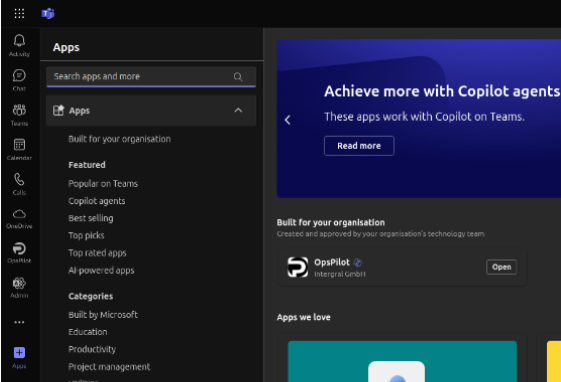 Activity
Chat
Teams
Calendar
Calls
OneDrive
OpsPilot
Admin
Apps
Apps
Search apps and more
Apps
Built for your organisation
Featured
Popular on Teams
Copilot agents
Best selling
Top picks
Top rated apps
AI-powered apps
Categories
Built by Microsoft
Education
Productivity
Project management
Achieve more with Copilot agents
These apps work with Copilot on Teams.
Read more
Built for your organisation
Created and approved by your organisation's technology team
OpsPilot
Intergral GmbH
Open
Apps we love